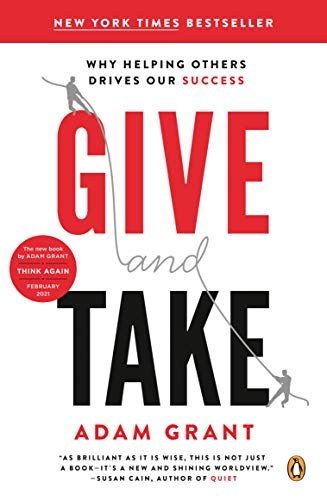 NEW YORK TIMES BESTSELLER
WHY HELPING OTHERS
DRIVES OUR SUCCESS
GIVE
and
The new book
by ADAM GRANT
THINK AGAIN
FEBRUARY
2021
TAKE
ADAM GRANT
"AS BRILLIANT AS IT IS WISE, THIS IS NOT JUST
A BOOK—IT'S A NEW AND SHINING WORLDVIEW."
—SUSAN CAIN, AUTHOR OF QUIET